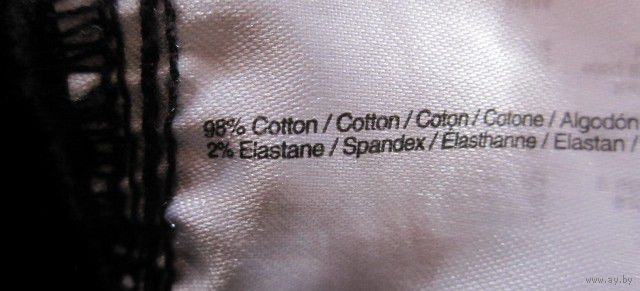 98% Cotton / Cotton / Coton / Cotone / Algodón
2% Elastane / Spandex / Élasthanne / Elastan /
www.ay.by